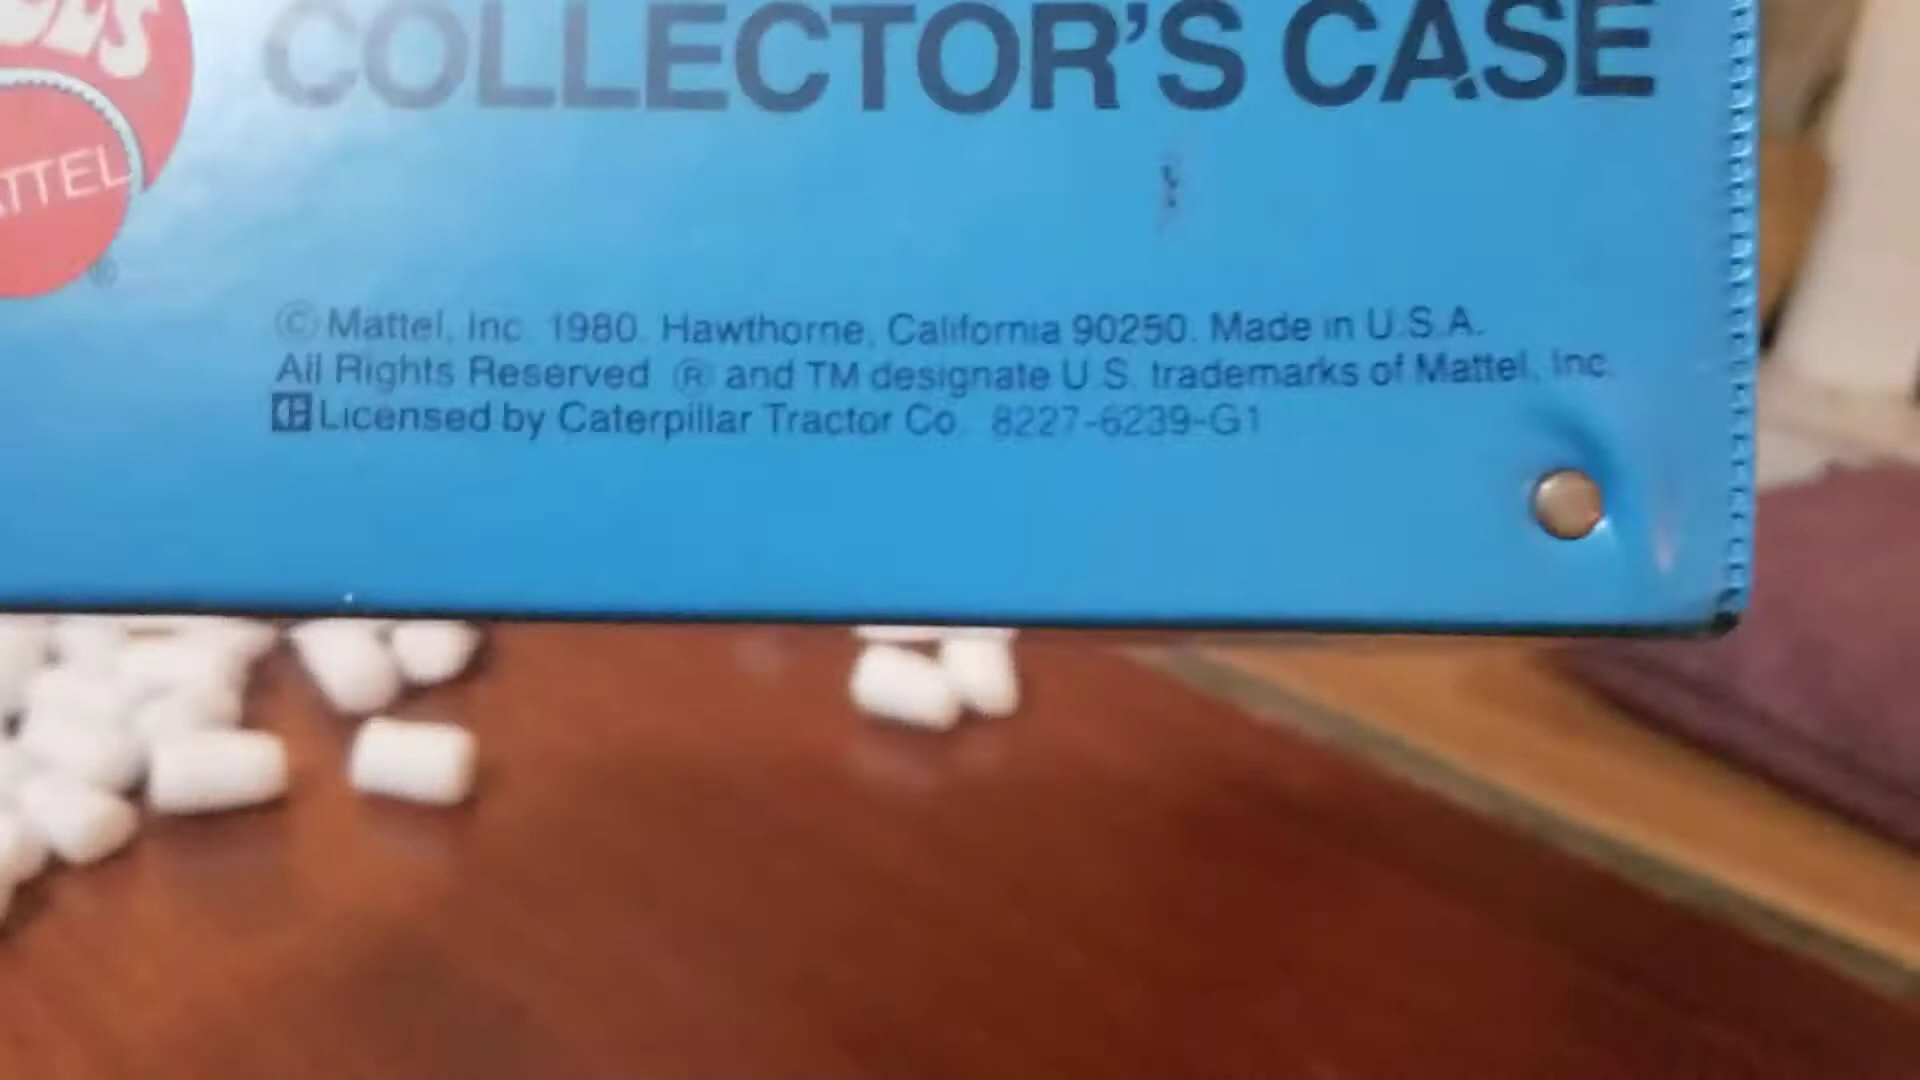 COLLECTOR'S CASE
ATTEL
®
© Mattel, Inc. 1980. Hawthorne, California 90250. Made in U.S.A.
All Rights Reserved ® and TM designate U.S. trademarks of Mattel, Inc.
Licensed by Caterpillar Tractor Co. 8227-6239-G1